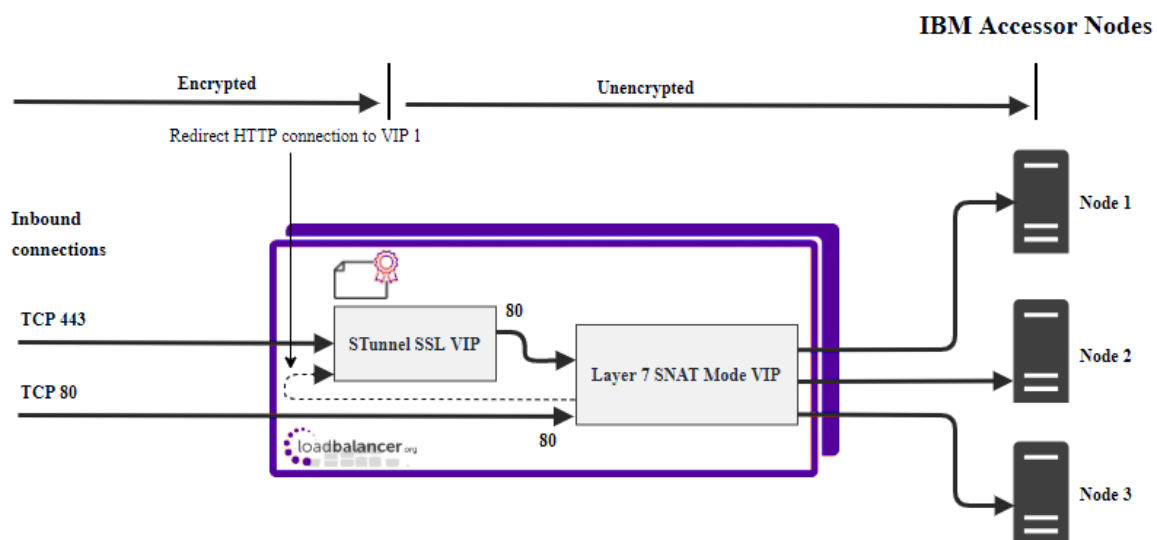 IBM Accessor Nodes
Encrypted
Unencrypted
Redirect HTTP connection to VIP 1
Node 1
Inbound
connections
TCP 443
80
STunnel SSL VIP
Node 2
Layer 7 SNAT Mode VIP
TCP 80
80
loadbalancer.org
Node 3